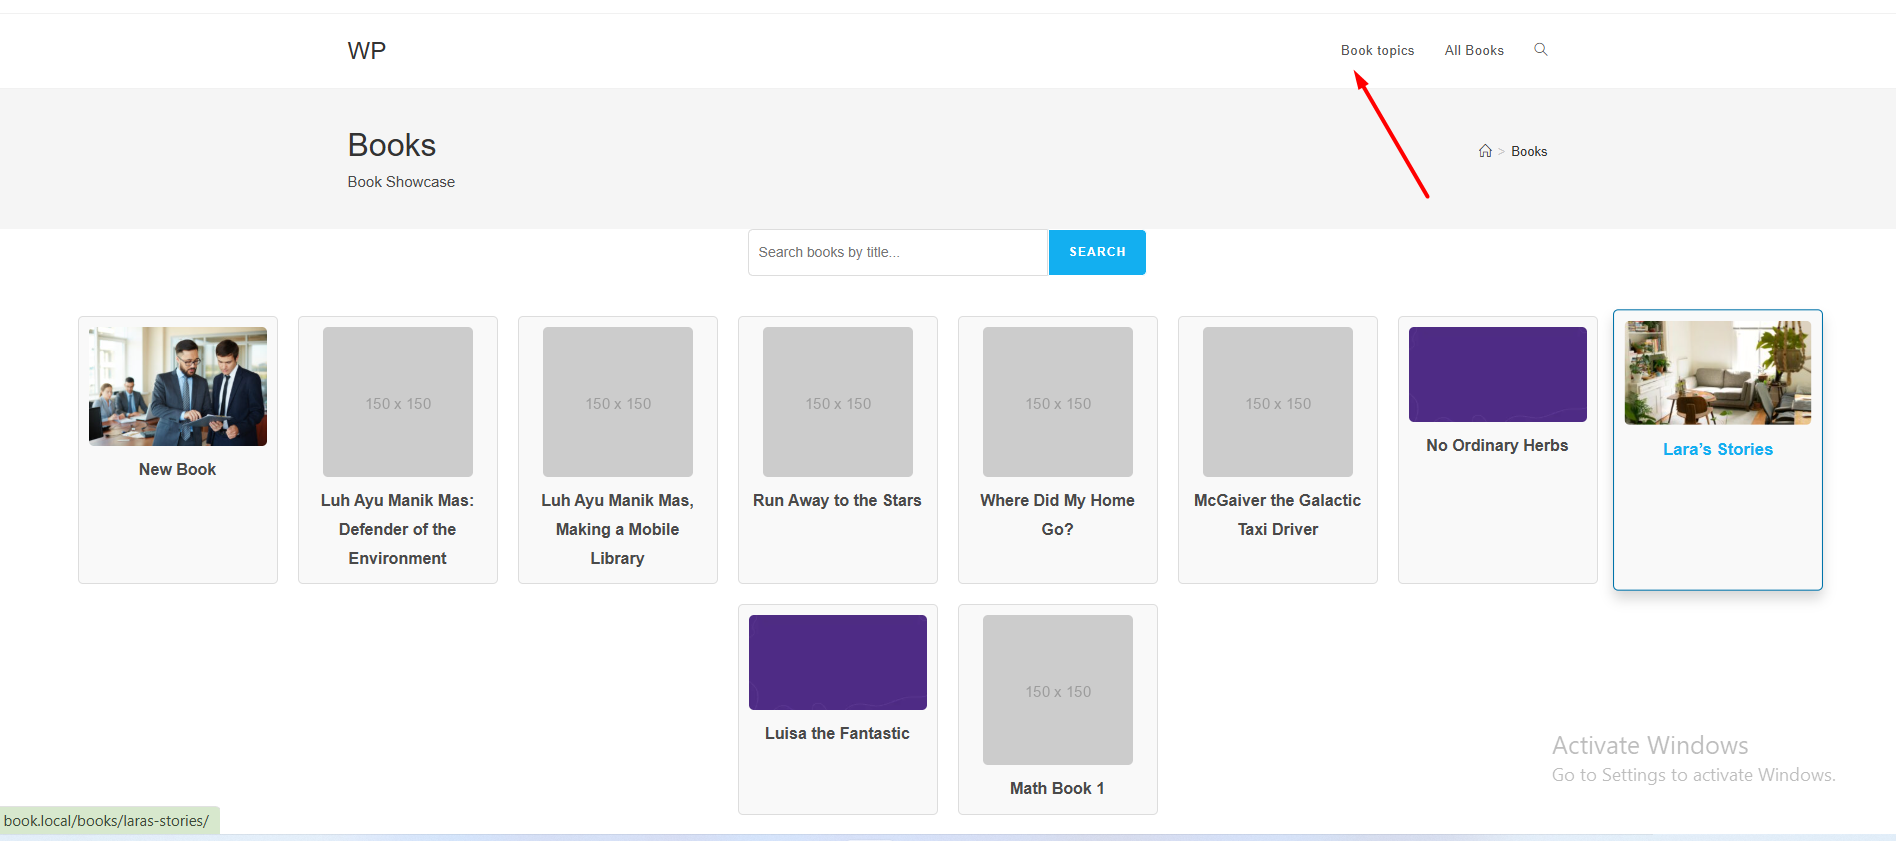 WP
Book topics
All Books
Books
Book Showcase
> Books
Search books by title...
SEARCH
New Book
150 x 150
Luh Ayu Manik Mas:
Defender of the
Environment
150 x 150
Luh Ayu Manik Mas,
Making a Mobile
Library
150 x 150
Run Away to the Stars
150 x 150
Where Did My Home
Go?
150 x 150
McGaiver the Galactic
Taxi Driver
No Ordinary Herbs
Lara’s Stories
Luisa the Fantastic
150 x 150
Math Book 1
Activate Windows
Go to Settings to activate Windows.
book.local/books/laras-stories/